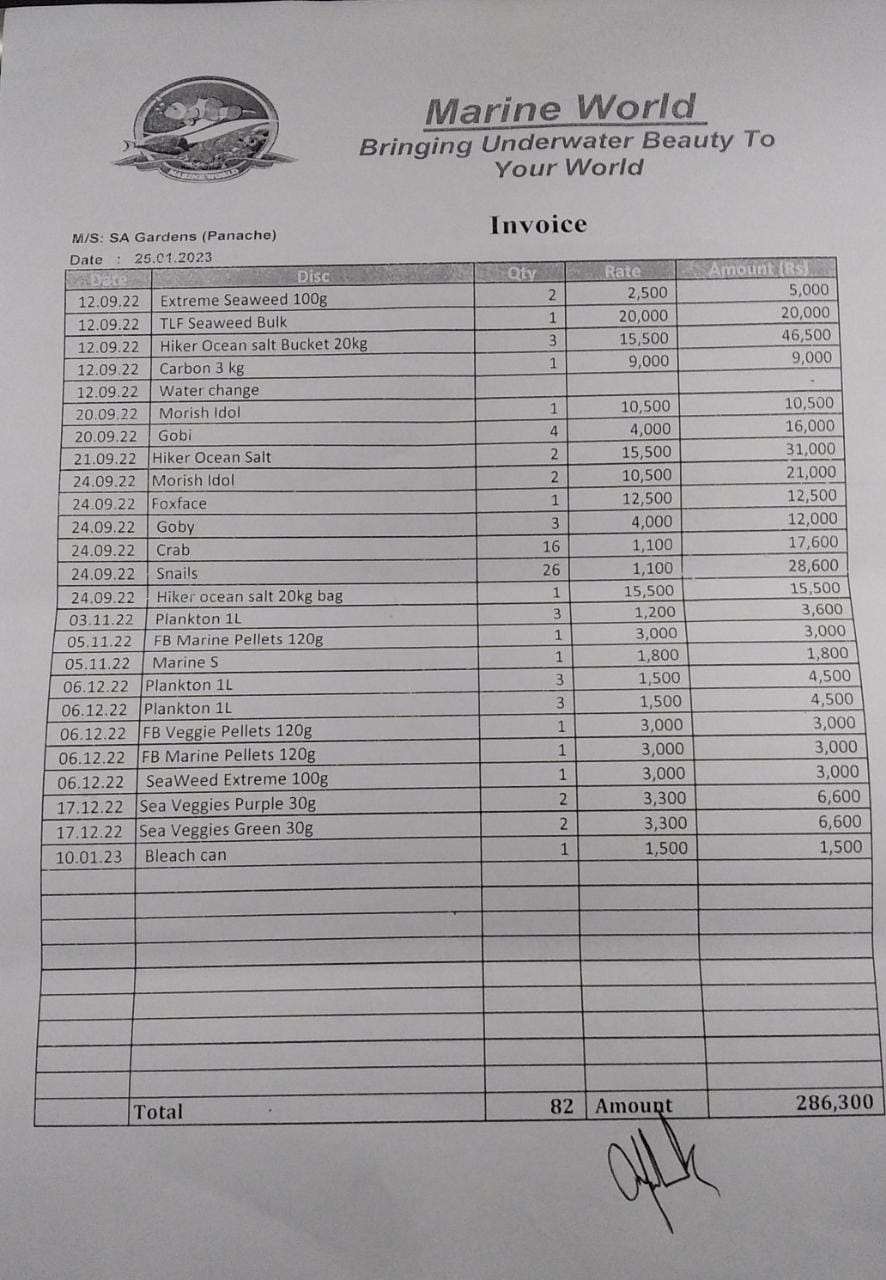 MARINE WORLD
Marine World
Bringing Underwater Beauty To
Your World
Invoice
M/S: SA Gardens (Panache)
Date : 25.01.2023
Date Disc Qty Rate Amount (Rs)
12.09.22 Extreme Seaweed 100g 2 2,500 5,000
12.09.22 TLF Seaweed Bulk 1 20,000 20,000
12.09.22 Hiker Ocean salt Bucket 20kg 3 15,500 46,500
12.09.22 Carbon 3 kg 1 9,000 9,000
12.09.22 Water change -
20.09.22 Morish Idol 1 10,500 10,500
20.09.22 Gobi 4 4,000 16,000
21.09.22 Hiker Ocean Salt 2 15,500 31,000
24.09.22 Morish Idol 2 10,500 21,000
24.09.22 Foxface 1 12,500 12,500
24.09.22 Goby 3 4,000 12,000
24.09.22 Crab 16 1,100 17,600
24.09.22 Snails 26 1,100 28,600
24.09.22 Hiker ocean salt 20kg bag 1 15,500 15,500
03.11.22 Plankton 1L 3 1,200 3,600
05.11.22 FB Marine Pellets 120g 1 3,000 3,000
05.11.22 Marine S 1 1,800 1,800
06.12.22 Plankton 1L 3 1,500 4,500
06.12.22 Plankton 1L 3 1,500 4,500
06.12.22 FB Veggie Pellets 120g 1 3,000 3,000
06.12.22 FB Marine Pellets 120g 1 3,000 3,000
06.12.22 SeaWeed Extreme 100g 1 3,000 3,000
17.12.22 Sea Veggies Purple 30g 2 3,300 6,600
17.12.22 Sea Veggies Green 30g 2 3,300 6,600
10.01.23 Bleach can 1 1,500 1,500
Total 82 Amount 286,300